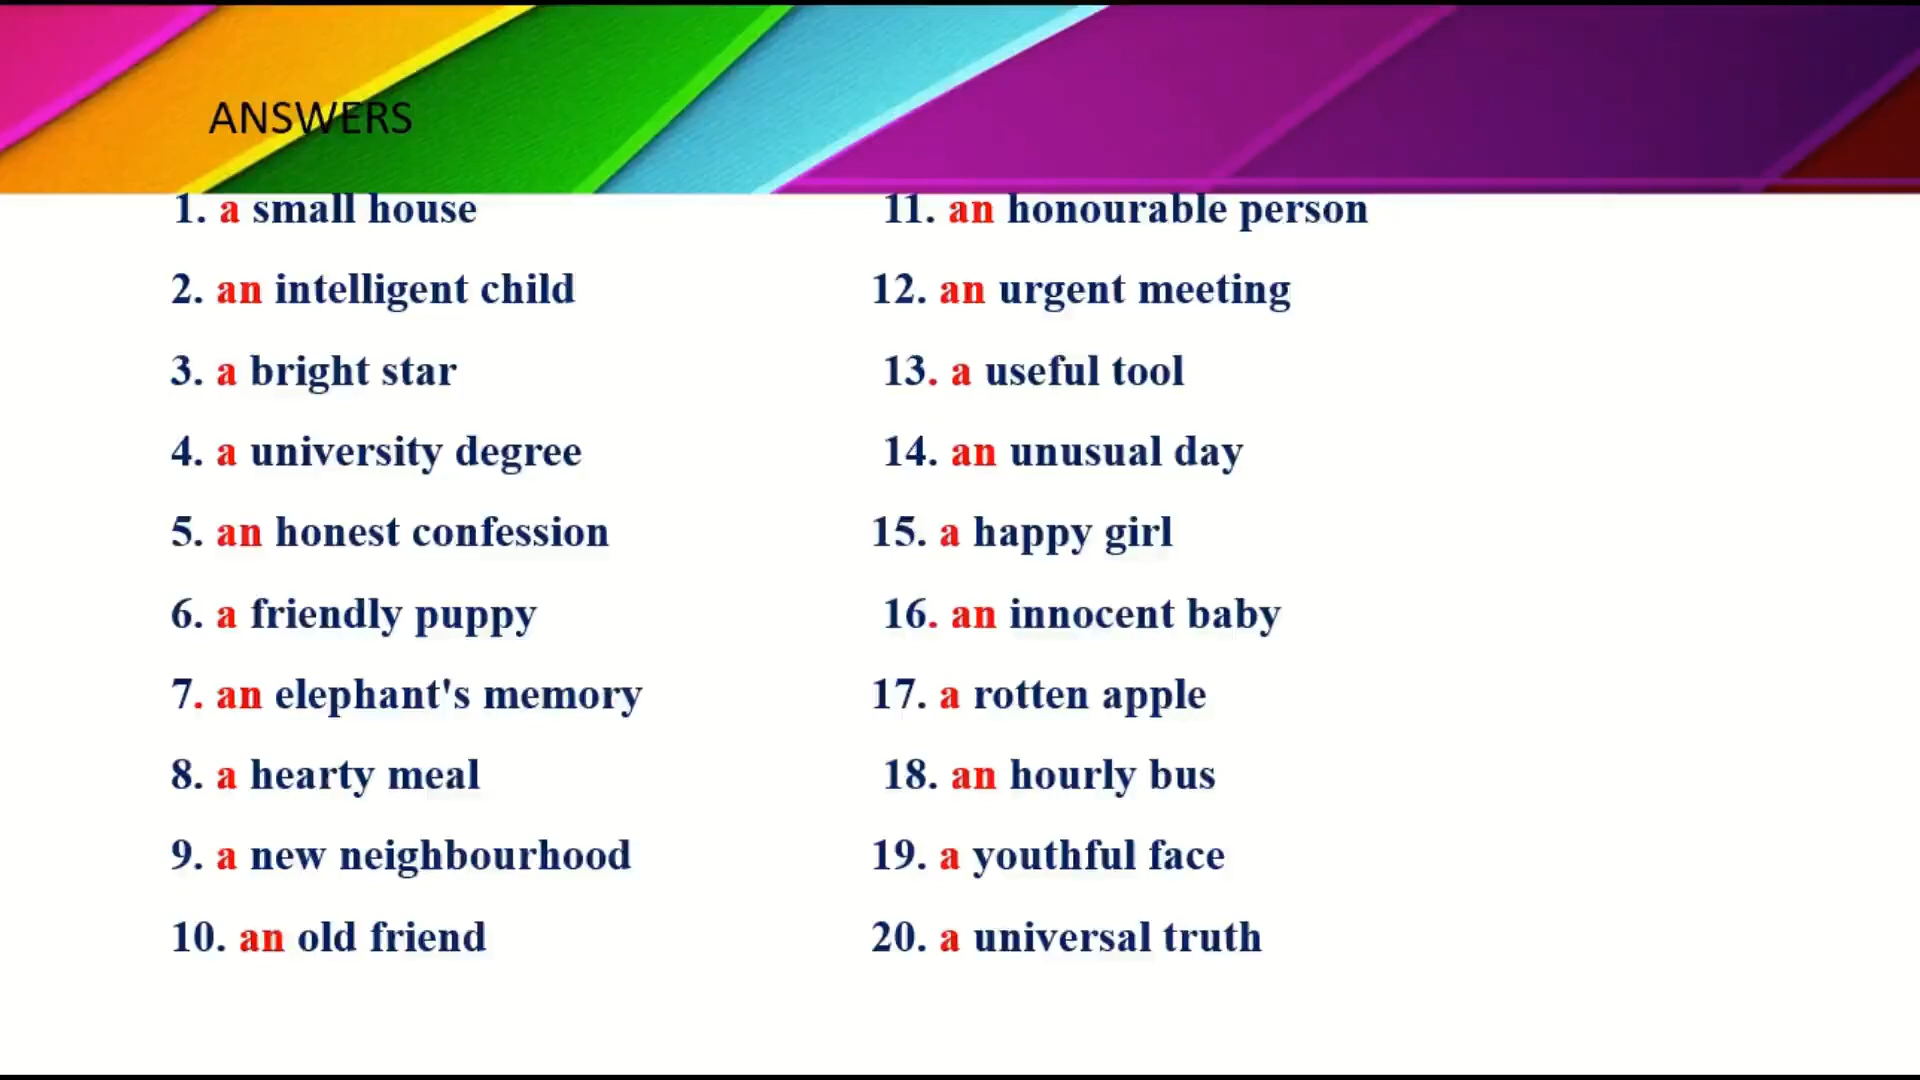 ANSWERS
1. a small house
2. an intelligent child
3. a bright star
4. a university degree
5. an honest confession
6. a friendly puppy
7. an elephant's memory
8. a hearty meal
9. a new neighbourhood
10. an old friend
11. an honourable person
12. an urgent meeting
13. a useful tool
14. an unusual day
15. a happy girl
16. an innocent baby
17. a rotten apple
18. an hourly bus
19. a youthful face
20. a universal truth